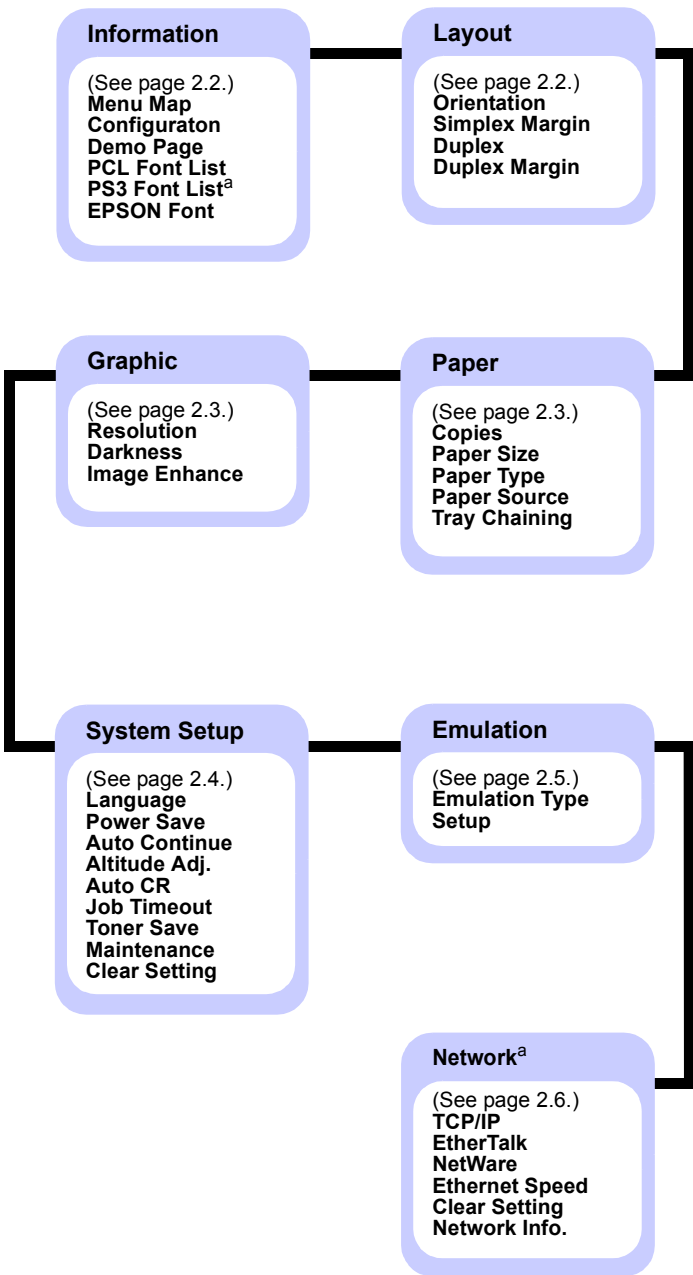 Information
(See page 2.2.)
Menu Map
Configuraton
Demo Page
PCL Font List
PS3 Font Lista
EPSON Font
Layout
(See page 2.2.)
Orientation
Simplex Margin
Duplex
Duplex Margin
Graphic
(See page 2.3.)
Resolution
Darkness
Image Enhance
Paper
(See page 2.3.)
Copies
Paper Size
Paper Type
Paper Source
Tray Chaining
System Setup
(See page 2.4.)
Language
Power Save
Auto Continue
Altitude Adj.
Auto CR
Job Timeout
Toner Save
Maintenance
Clear Setting
Emulation
(See page 2.5.)
Emulation Type
Setup
Networka
(See page 2.6.)
TCP/IP
EtherTalk
NetWare
Ethernet Speed
Clear Setting
Network Info.